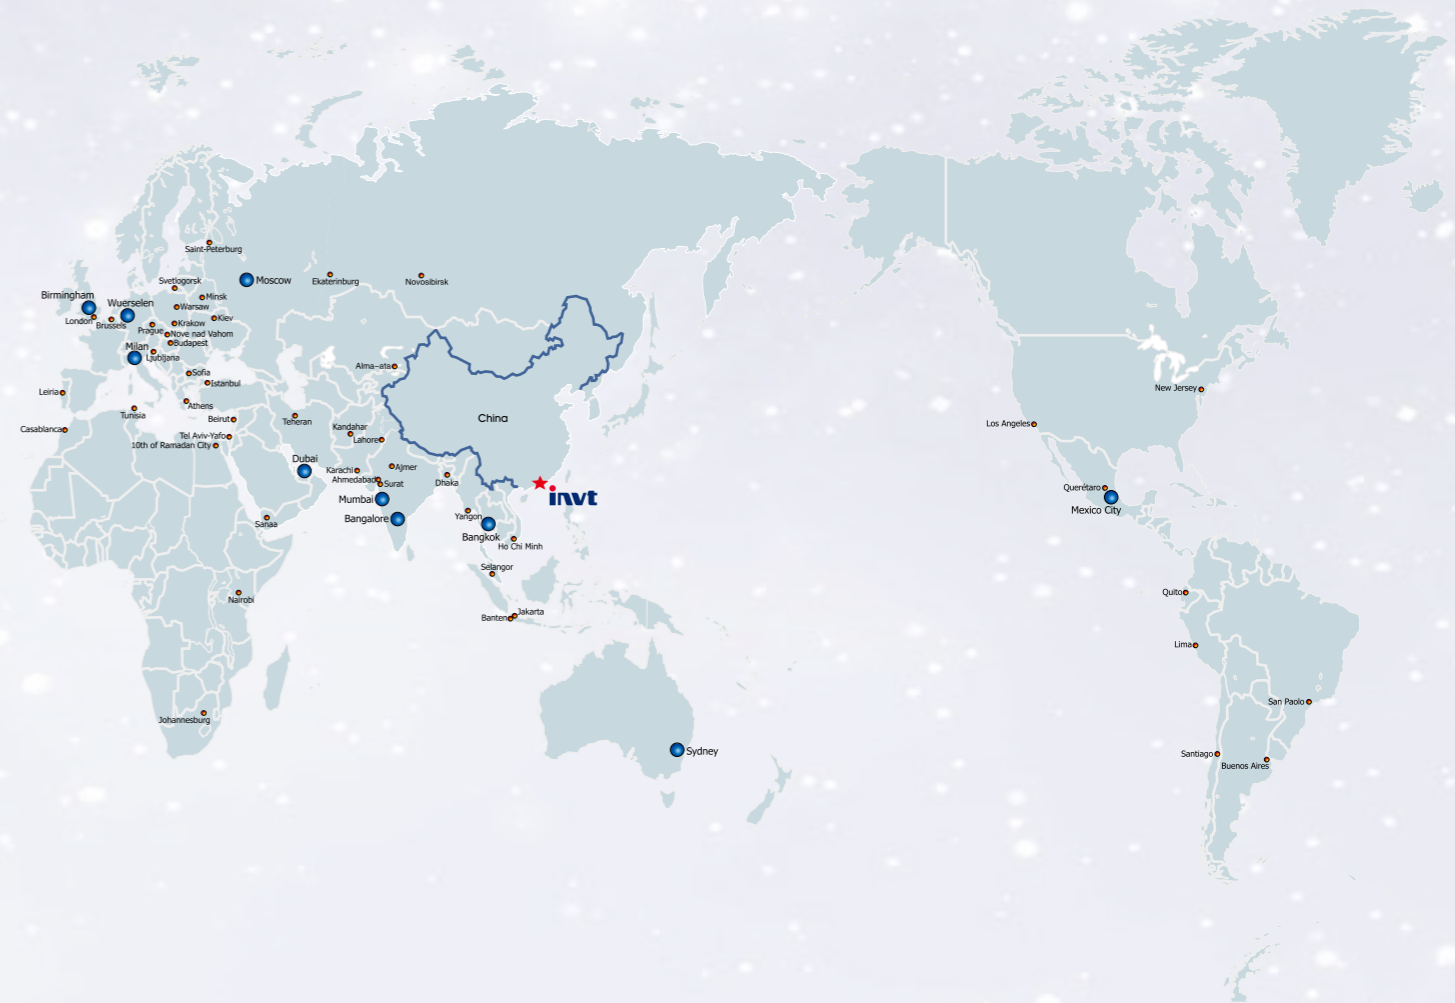 Saint-Peterburg
Moscow
Ekaterinburg
Novosibirsk
Svetlogorsk
Minsk
Birmingham
Wuerselen
Warsaw
London
Brussels
Kiev
Krakow
Prague
Nove nad Vahom
Budapest
Milan
Ljubljana
Alma-ata
Sofia
Istanbul
Leiria
Athens
Tunisia
Beirut
Teheran
China
Casablanca
Kandahar
Tel Aviv-Yafo
Lahore
10th of Ramadan City
Dubai
Karachi
Ajmer
Ahmedabad
Surat
Dhaka
Mumbai
invt
Bangalore
Yangon
Sanaa
Bangkok
Ho Chi Minh
Selangor
Nairobi
Jakarta
Banten
Johannesburg
Sydney
New Jersey
Los Angeles
Querétaro
Mexico City
Quito
Lima
San Paolo
Santiago
Buenos Aires